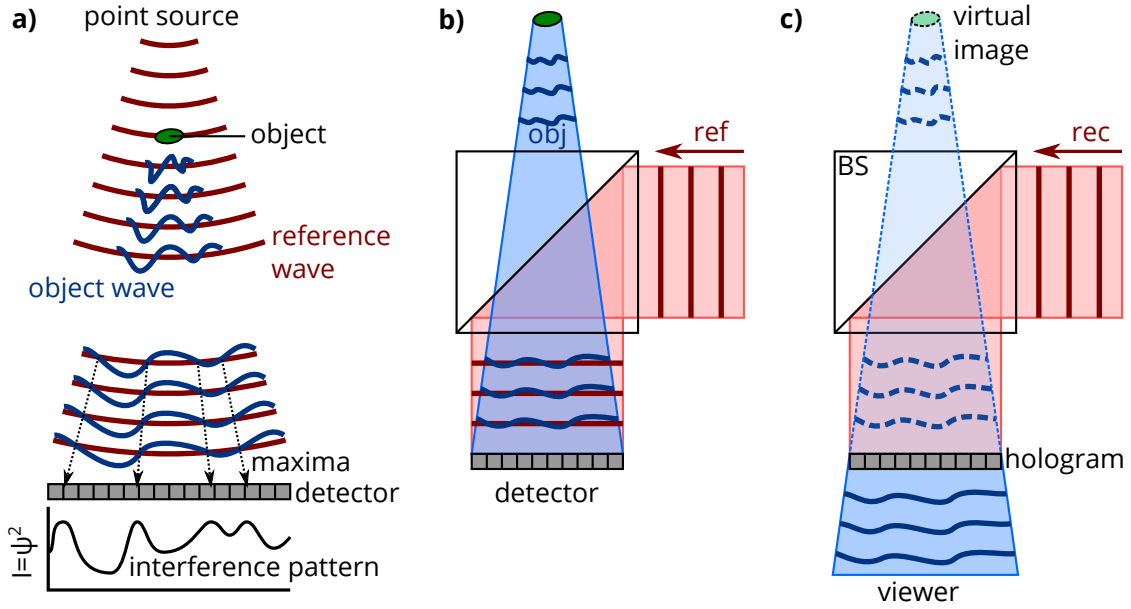 a)
point source
object
reference
wave
object wave
maxima
detector
I=ψ²
interference pattern
b)
obj
ref
detector
c)
virtual
image
BS
rec
hologram
viewer